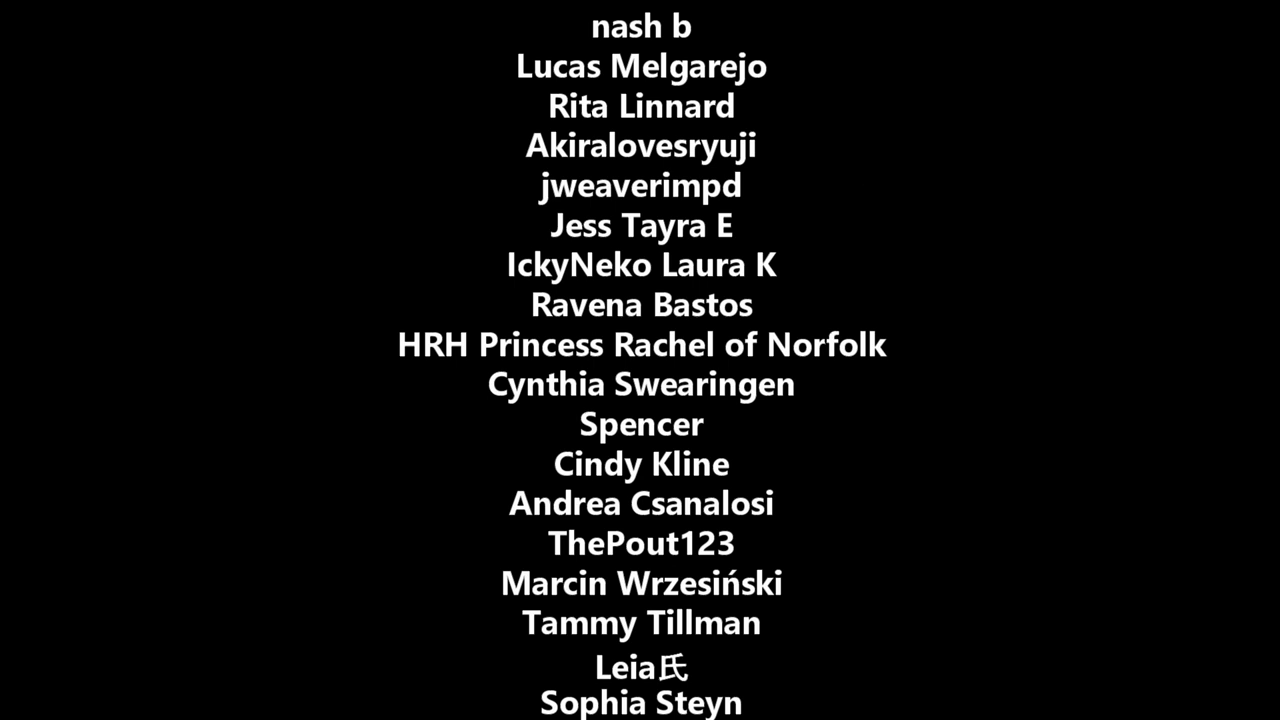 nash b
Lucas Melgarejo
Rita Linnard
Akiralovesryuji
jweaverimpd
Jess Tayra E
IckyNeko Laura K
Ravena Bastos
HRH Princess Rachel of Norfolk
Cynthia Swearingen
Spencer
Cindy Kline
Andrea Csanalosi
ThePout123
Marcin Wrzesiński
Tammy Tillman
Leia氏
Sophia Steyn